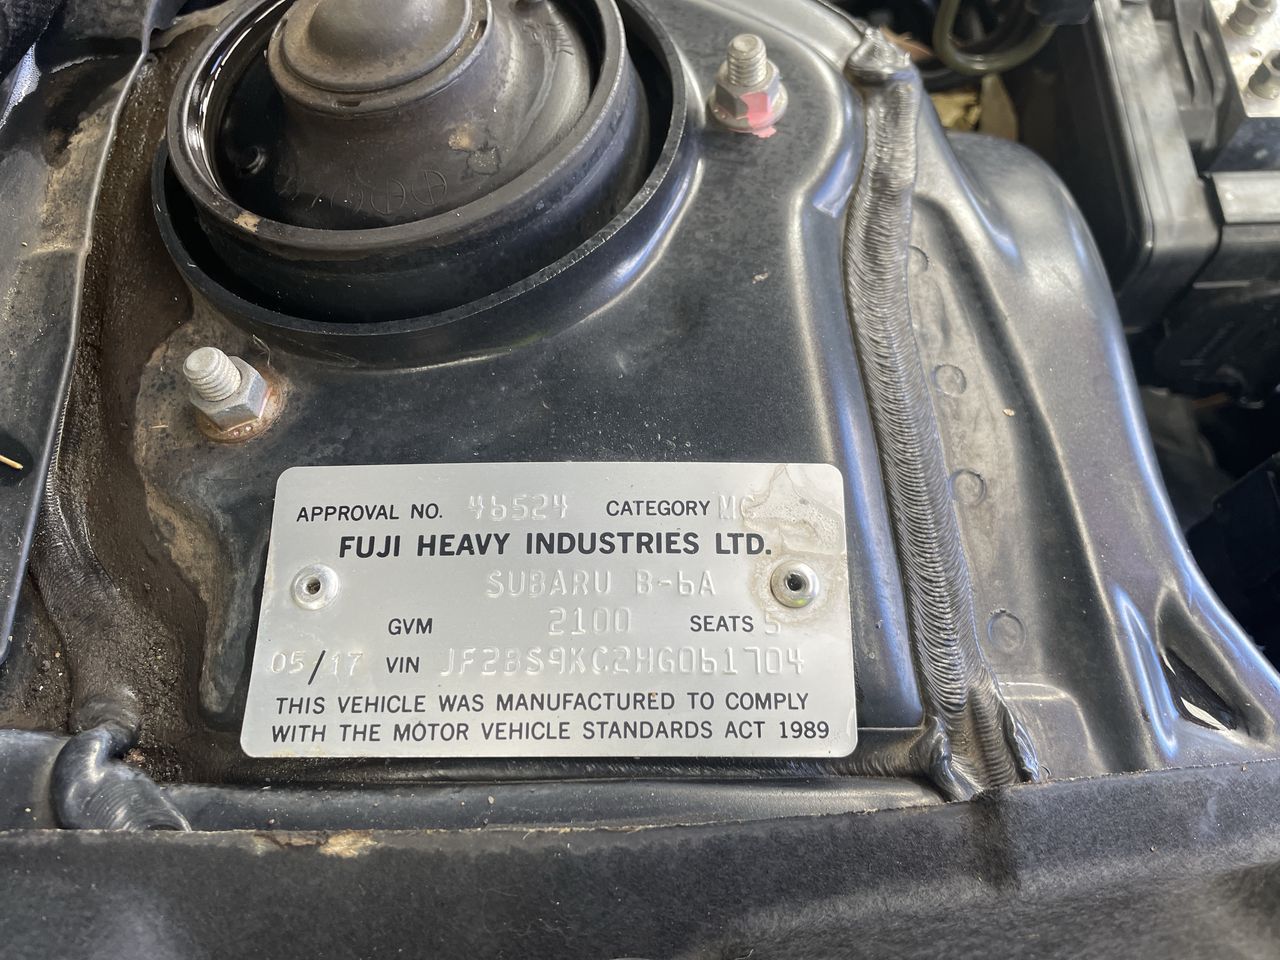 APPROVAL NO. 46524 CATEGORY MC
FUJI HEAVY INDUSTRIES LTD.
SUBARU B-6A
GVM 2100 SEATS 5
05/17 VIN JF2BS9KC2HG061704
THIS VEHICLE WAS MANUFACTURED TO COMPLY
WITH THE MOTOR VEHICLE STANDARDS ACT 1989